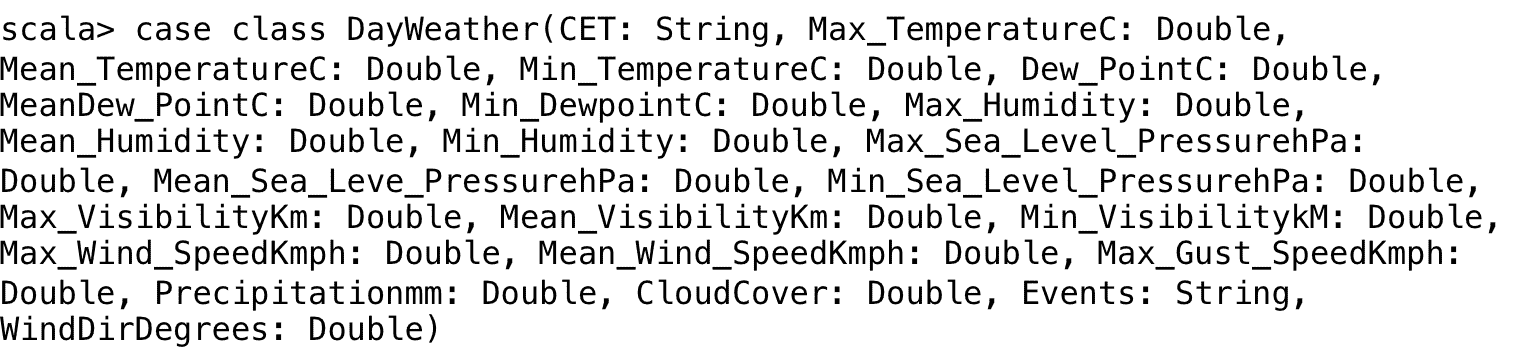 scala> case class DayWeather(CET: String, Max_TemperatureC: Double,
Mean_TemperatureC: Double, Min_TemperatureC: Double, Dew_PointC: Double,
MeanDew_PointC: Double, Min_DewpointC: Double, Max_Humidity: Double,
Mean_Humidity: Double, Min_Humidity: Double, Max_Sea_Level_PressurehPa:
Double, Mean_Sea_Leve_PressurehPa: Double, Min_Sea_Level_PressurehPa: Double,
Max_VisibilityKm: Double, Mean_VisibilityKm: Double, Min_VisibilitykM: Double,
Max_Wind_SpeedKmph: Double, Mean_Wind_SpeedKmph: Double, Max_Gust_SpeedKmph:
Double, Precipitationmm: Double, CloudCover: Double, Events: String,
WindDirDegrees: Double)